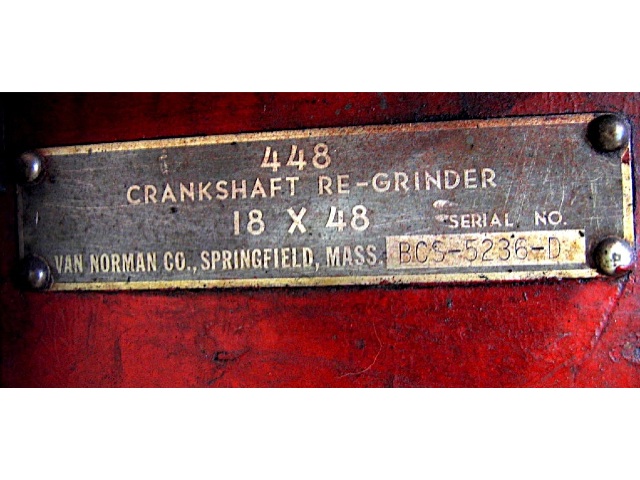 448
CRANKSHAFT RE-GRINDER
18 X 48 SERIAL NO.
VAN NORMAN CO., SPRINGFIELD, MASS. BCS-5236-D